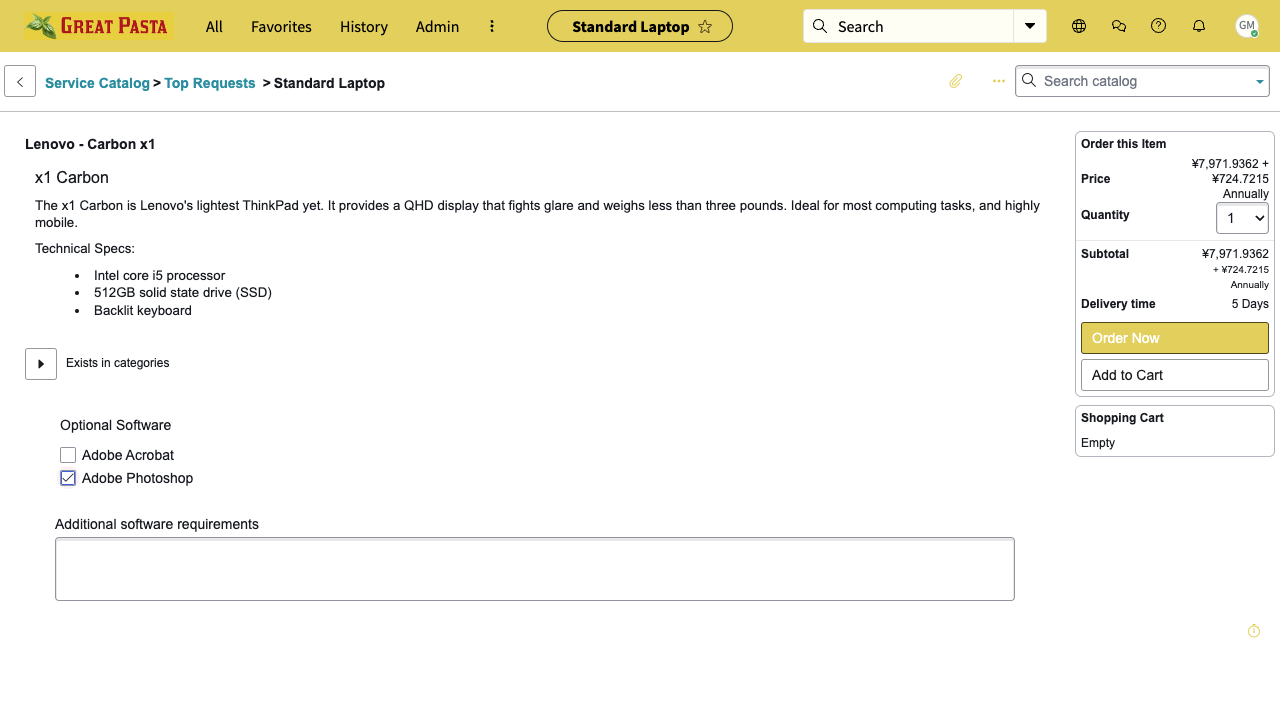 GREAT PASTA All Favorites History Admin Standard Laptop Search GM
Service Catalog > Top Requests > Standard Laptop Search catalog
Lenovo - Carbon x1
x1 Carbon
The x1 Carbon is Lenovo's lightest ThinkPad yet. It provides a QHD display that fights glare and weighs less than three pounds. Ideal for most computing tasks, and highly
mobile.
Technical Specs:
• Intel core i5 processor
• 512GB solid state drive (SSD)
• Backlit keyboard
Exists in categories
Optional Software
Adobe Acrobat
Adobe Photoshop
Additional software requirements
Order this Item
Price ¥7,971.9362 +
¥724.7215
Annually
Quantity 1
Subtotal ¥7,971.9362
+ ¥724.7215
Annually
Delivery time 5 Days
Order Now
Add to Cart
Shopping Cart
Empty